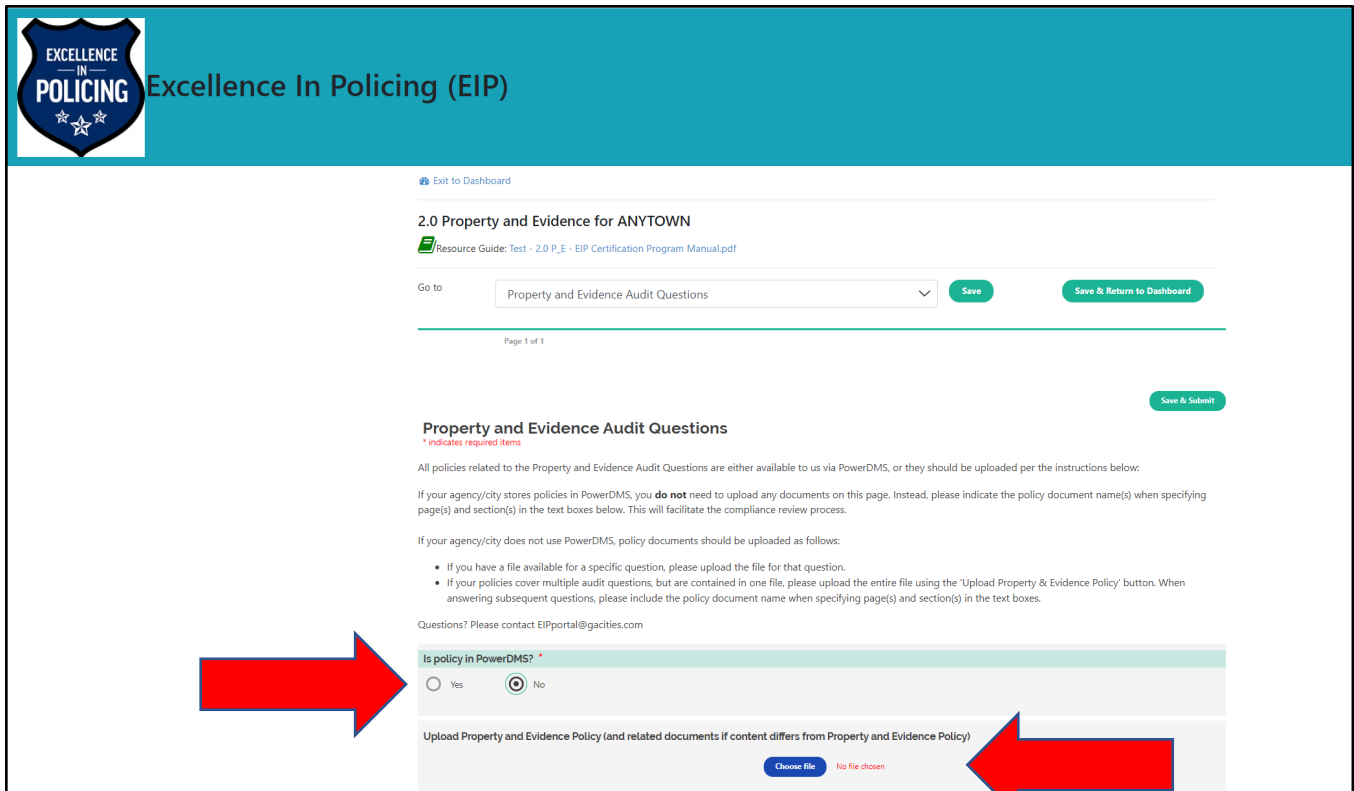 EXCELLENCE
IN
POLICING
Excellence In Policing (EIP)
Exit to Dashboard
2.0 Property and Evidence for ANYTOWN
Resource Guide: Test - 2.0 P_E - EIP Certification Program Manual.pdf
Go to
Property and Evidence Audit Questions
Save
Save & Return to Dashboard
Page 1 of 1
Save & Submit
Property and Evidence Audit Questions
* indicates required items
All policies related to the Property and Evidence Audit Questions are either available to us via PowerDMS, or they should be uploaded per the instructions below:
If your agency/city stores policies in PowerDMS, you do not need to upload any documents on this page. Instead, please indicate the policy document name(s) when specifying
page(s) and section(s) in the text boxes below. This will facilitate the compliance review process.
If your agency/city does not use PowerDMS, policy documents should be uploaded as follows:
• If you have a file available for a specific question, please upload the file for that question.
• If your policies cover multiple audit questions, but are contained in one file, please upload the entire file using the 'Upload Property & Evidence Policy' button. When
answering subsequent questions, please include the policy document name when specifying page(s) and section(s) in the text boxes.
Questions? Please contact EIPportal@gacities.com
Is policy in PowerDMS? *
Yes No
Upload Property and Evidence Policy (and related documents if content differs from Property and Evidence Policy)
Choose file No file chosen